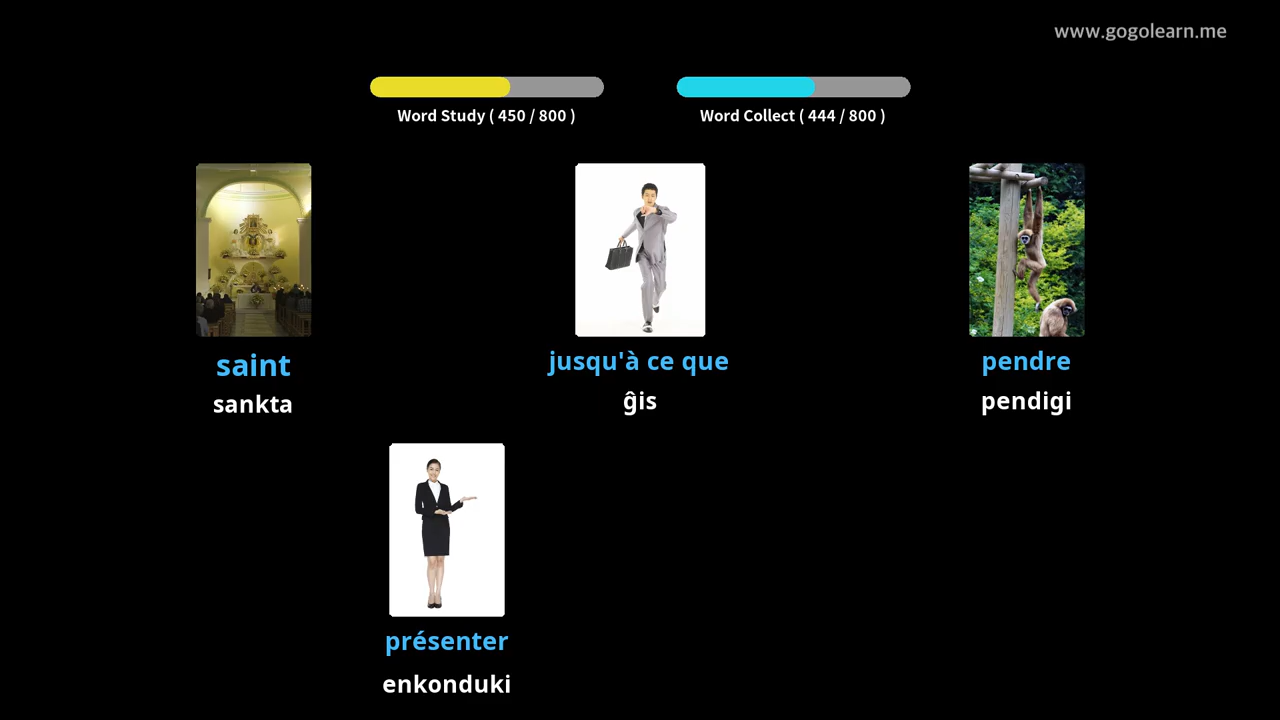 www.gogolearn.me
Word Study ( 450 / 800 )
Word Collect ( 444 / 800 )
saint
sankta
jusqu'à ce que
ĝis
pendre
pendigi
présenter
enkonduki